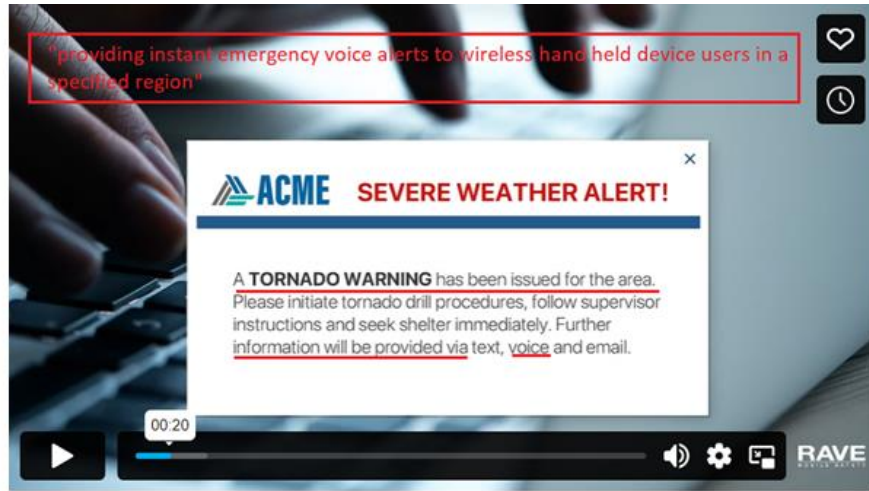 "providing instant emergency voice alerts to wireless hand held device users in a
specified region"
ACME SEVERE WEATHER ALERT!
A TORNADO WARNING has been issued for the area.
Please initiate tornado drill procedures, follow supervisor
instructions and seek shelter immediately. Further
information will be provided via text, voice and email.
00:20
RAVE
MOBILE SAFETY